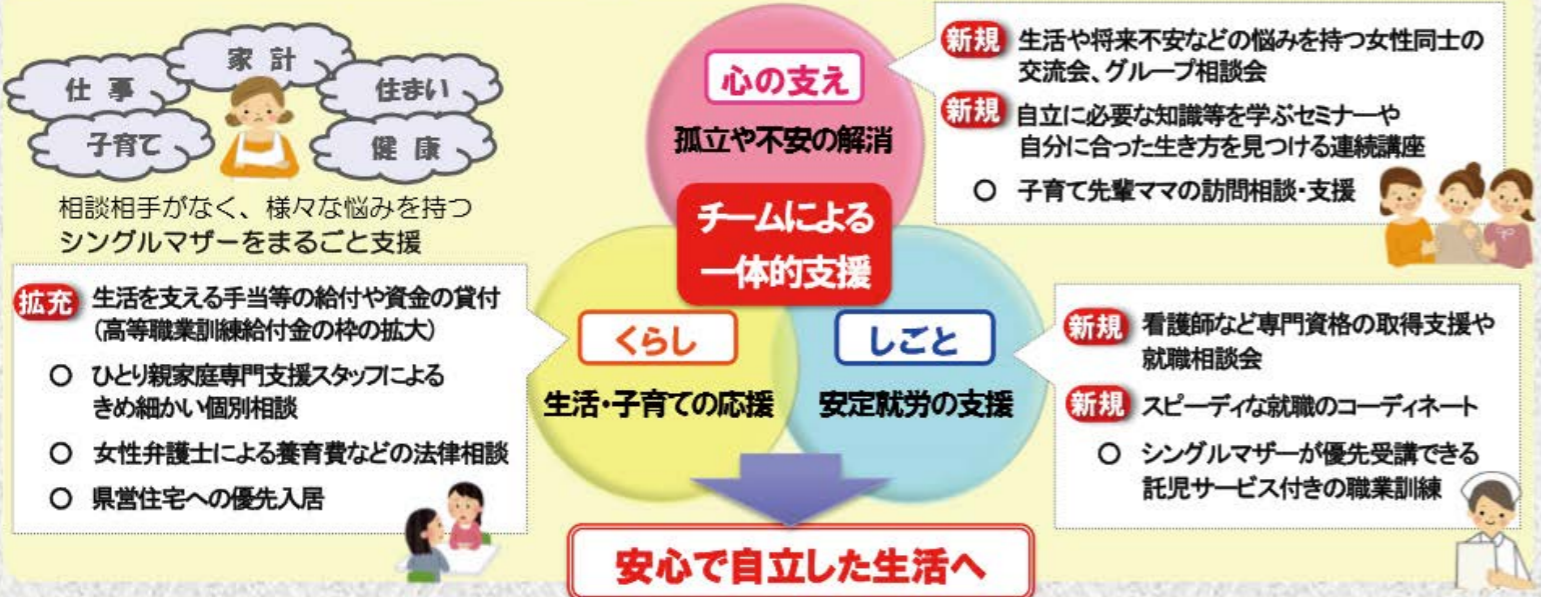 家計
仕事
住まい
子育て
健康
相談相手がなく、様々な悩みを持つ
シングルマザーをまるごと支援
心の支え
孤立や不安の解消
チームによる
一体的支援
くらし
生活・子育ての応援
しごと
安定就労の支援
新規 生活や将来不安などの悩みを持つ女性同士の
交流会、グループ相談会
新規 自立に必要な知識等を学ぶセミナーや
自分に合った生き方を見つける連続講座
○ 子育て先輩ママの訪問相談・支援
拡充 生活を支える手当等の給付や資金の貸付
(高等職業訓練給付金の枠の拡大)
○ ひとり親家庭専門支援スタッフによる
きめ細かい個別相談
○ 女性弁護士による養育費などの法律相談
○ 県営住宅への優先入居
新規 看護師など専門資格の取得支援や
就職相談会
新規 スピーディな就職のコーディネート
○ シングルマザーが優先受講できる
託児サービス付きの職業訓練
安心で自立した生活へ